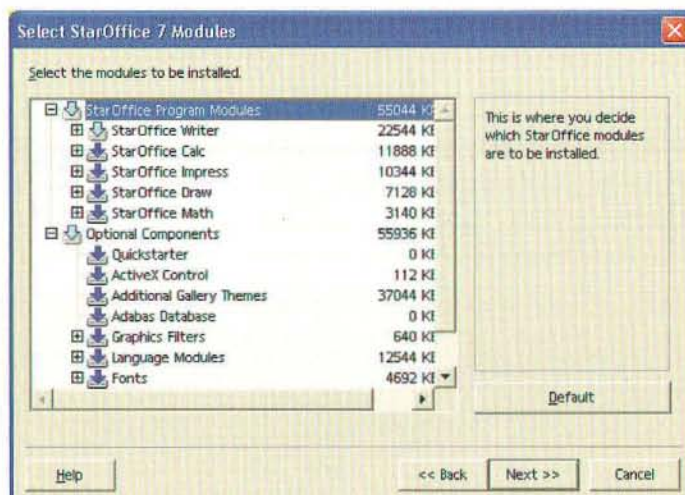 Select StarOffice 7 Modules
Select the modules to be installed.
StarOffice Program Modules 55044 KB
StarOffice Writer 22544 KB
StarOffice Calc 11888 KB
StarOffice Impress 10344 KB
StarOffice Draw 7128 KB
StarOffice Math 3140 KB
Optional Components 55936 KB
Quickstarter 0 KB
ActiveX Control 112 KB
Additional Gallery Themes 37044 KB
Adabas Database 0 KB
Graphics Filters 640 KB
Language Modules 12544 KB
Fonts 4692 KB
This is where you decide
which StarOffice modules
are to be installed.
Default
Help << Back Next >> Cancel